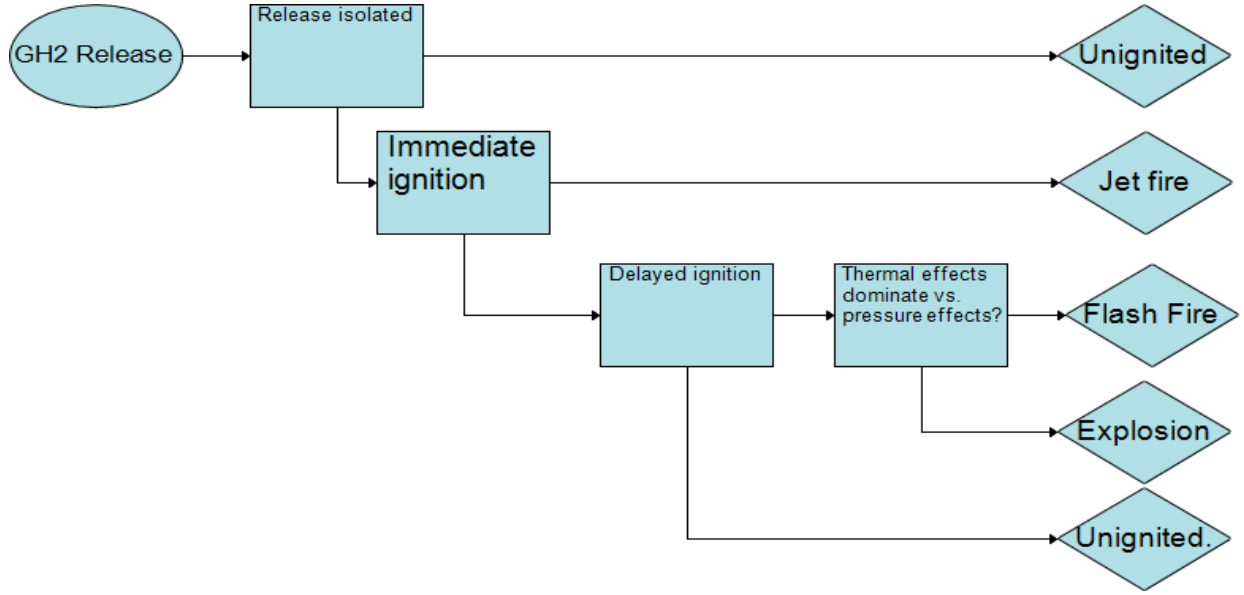 GH2 Release
Release isolated
Unignited
Immediate
ignition
Jet fire
Delayed ignition
Thermal effects
dominate vs.
pressure effects?
Flash Fire
Explosion
Unignited.